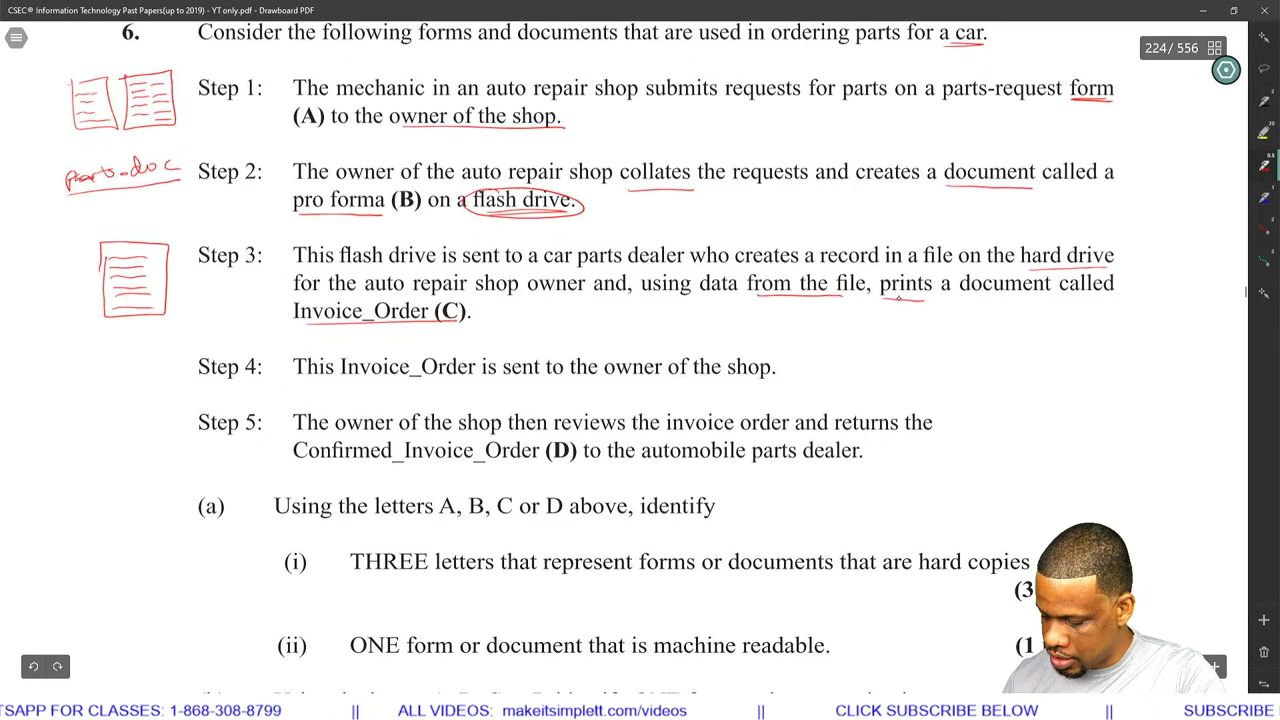 CSEC® Information Technology Past Papers(up to 2019) - YT only.pdf - Drawboard PDF
6. Consider the following forms and documents that are used in ordering parts for a car.
224 / 556
Step 1: The mechanic in an auto repair shop submits requests for parts on a parts-request form
(A) to the owner of the shop.
parts.doc
Step 2: The owner of the auto repair shop collates the requests and creates a document called a
pro forma (B) on a flash drive.
Step 3: This flash drive is sent to a car parts dealer who creates a record in a file on the hard drive
for the auto repair shop owner and, using data from the file, prints a document called
Invoice_Order (C).
Step 4: This Invoice_Order is sent to the owner of the shop.
Step 5: The owner of the shop then reviews the invoice order and returns the
Confirmed_Invoice_Order (D) to the automobile parts dealer.
(a) Using the letters A, B, C or D above, identify
(i) THREE letters that represent forms or documents that are hard copies
(3
(ii) ONE form or document that is machine readable. (1
TSAPP FOR CLASSES: 1-868-308-8799 || ALL VIDEOS: makeitsimplett.com/videos || CLICK SUBSCRIBE BELOW || SUBSCRIBE